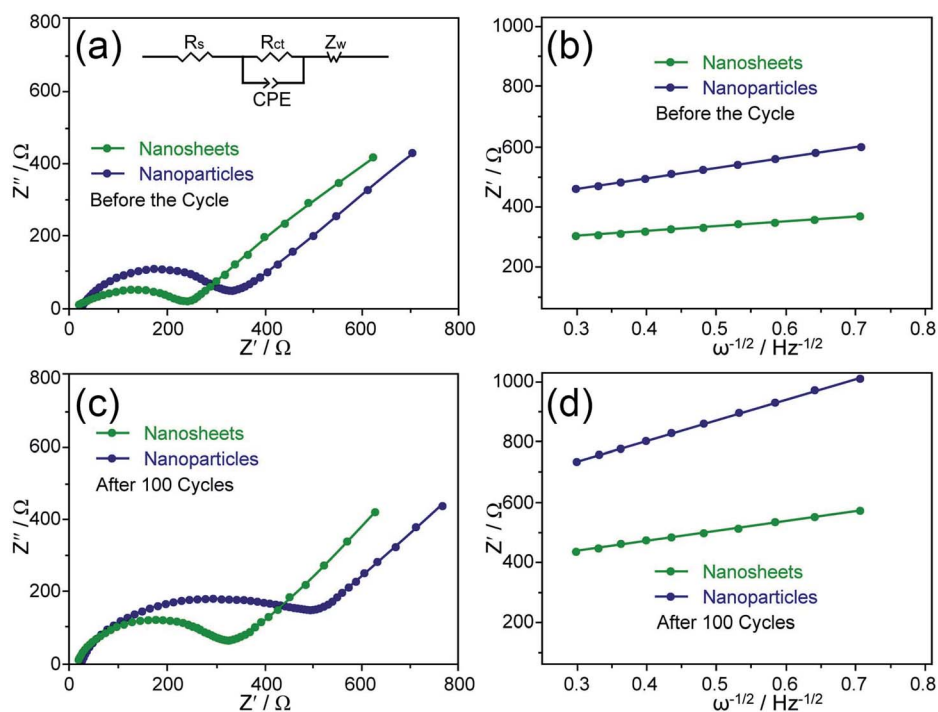 (a)
Rs
Rct
Zw
CPE
800
600
400
200
0
Z″ / Ω
Nanosheets
Nanoparticles
Before the Cycle
0 200 400 600 800
Z′ / Ω
(b)
1000
800
600
400
200
Z′ / Ω
Nanosheets
Nanoparticles
Before the Cycle
0.3 0.4 0.5 0.6 0.7 0.8
ω-1/2 / Hz-1/2
(c)
800
600
400
200
0
Z″ / Ω
Nanosheets
Nanoparticles
After 100 Cycles
0 200 400 600 800
Z′ / Ω
(d)
1000
800
600
400
200
Z′ / Ω
Nanosheets
Nanoparticles
After 100 Cycles
0.3 0.4 0.5 0.6 0.7 0.8
ω-1/2 / Hz-1/2